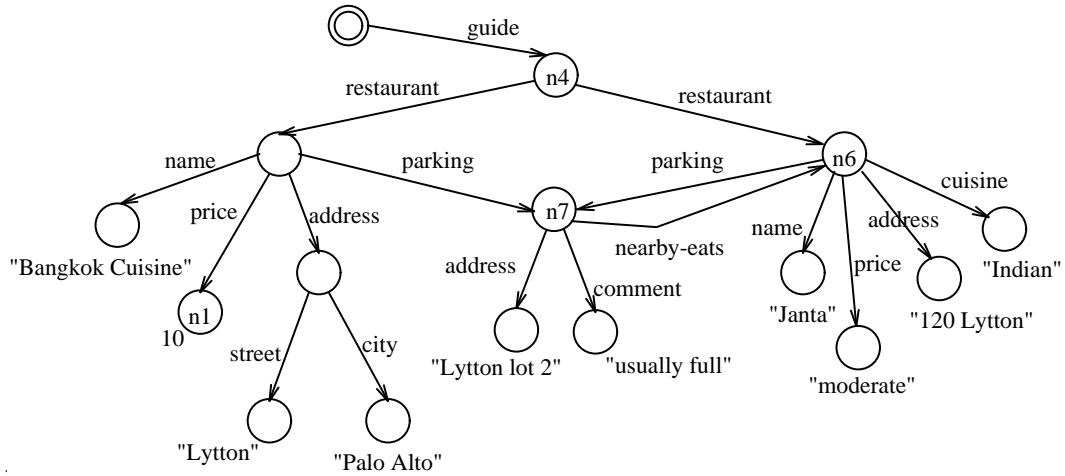 guide
n4
restaurant
restaurant
name
parking
parking
n6
cuisine
price
address
n7
name
address
nearby-eats
"Bangkok Cuisine"
address
price
"Indian"
n1
comment
10
"Janta"
"120 Lytton"
street
city
"Lytton lot 2"
"usually full"
"moderate"
"Lytton"
"Palo Alto"